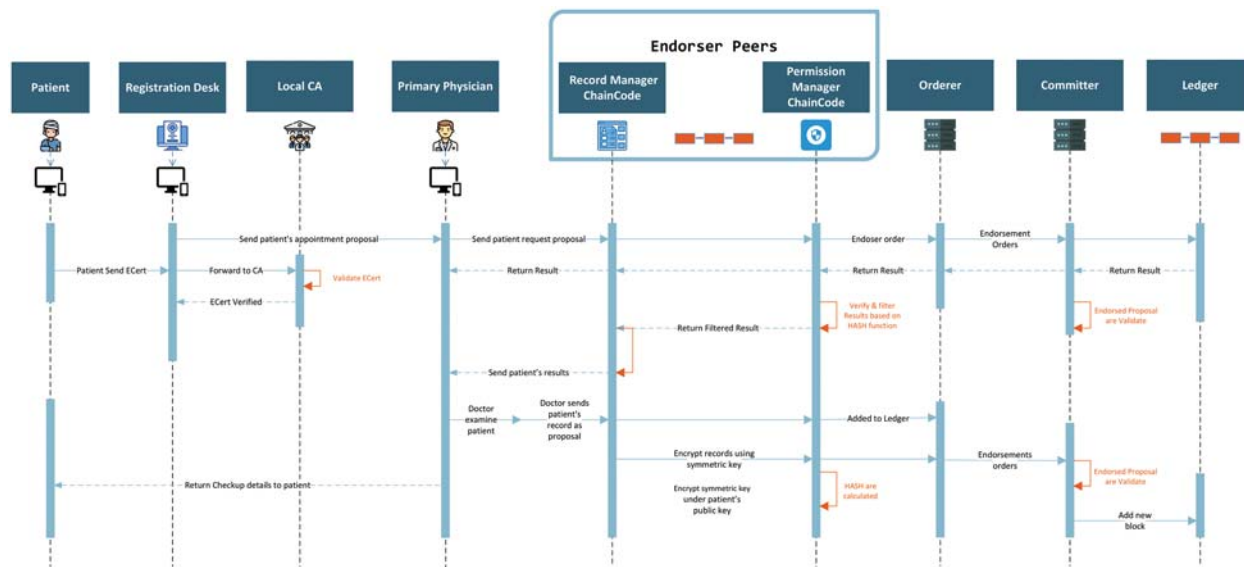 Endorser Peers
Patient
Registration Desk
Local CA
Primary Physician
Record Manager
ChainCode
Permission
Manager
ChainCode
Orderer
Committer
Ledger
Send patient's appointment proposal
Send patient request proposal
Endoser order
Endorsement
Orders
Patient Send ECert
Forward to CA
Validate ECert
Return Result
Return Result
Return Result
ECert Verified
Verify & filter
Results based on
HASH function
Endorsed Proposal
are Validate
Return Filtered Result
Send patient's results
Doctor
examine
patient
Doctor sends
patient's
record as
proposal
Added to Ledger
Encrypt records using
symmetric key
Endorsements
orders
Endorsed Proposal
are Validate
Return Checkup details to patient
Encrypt symmetric key
under patient's
public key
HASH are
calculated
Add new
block